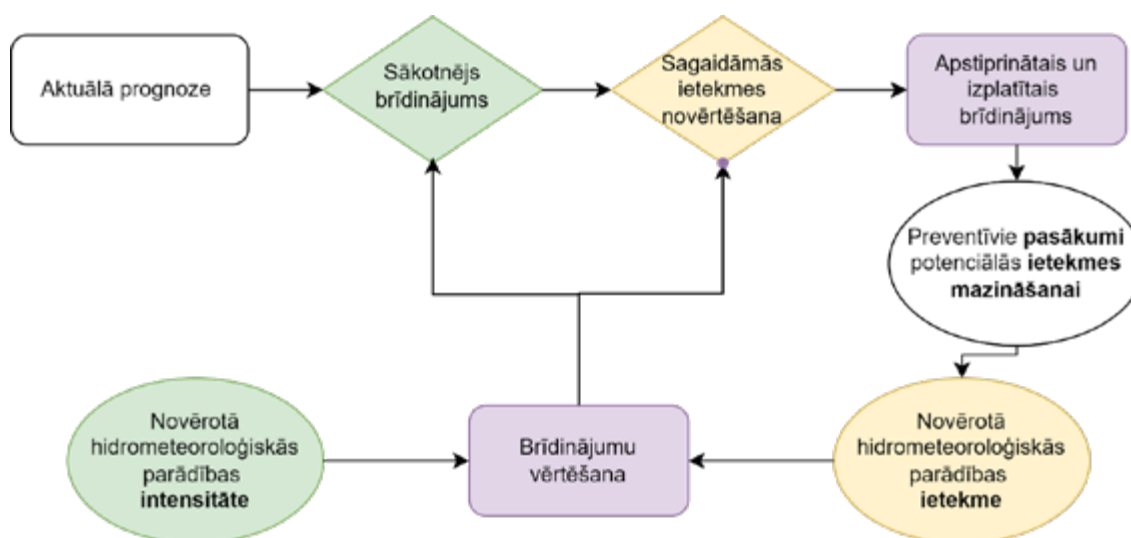 Aktuālā prognoze
Sākotnējs
brīdinājums
Sagaidāmās
ietekmes
novērtēšana
Apstiprinātais un
izplatītais
brīdinājums
Preventīvie pasākumi
potenciālās ietekmes
mazināšanai
Novērotā
hidrometeoroloģiskās
parādības
intensitāte
Brīdinājumu
vērtēšana
Novērotā
hidrometeoroloģiskās
parādības
ietekme